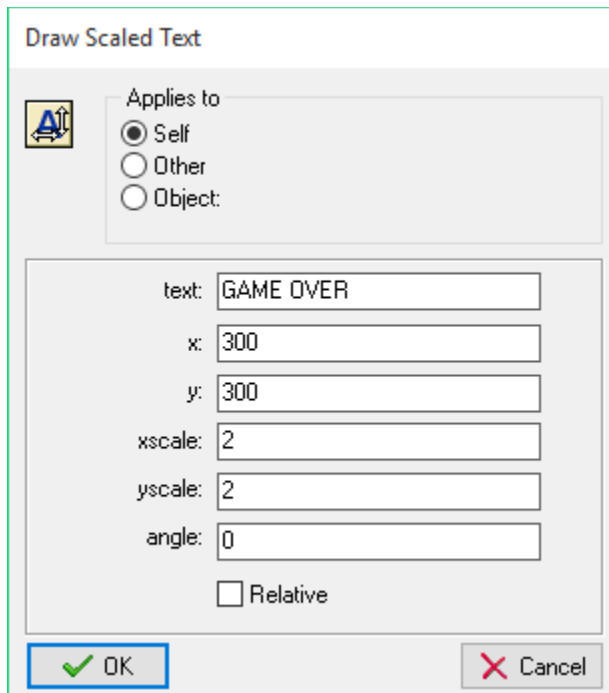 Draw Scaled Text
Applies to
Self
Other
Object:
text: GAME OVER
x: 300
y: 300
xscale: 2
yscale: 2
angle: 0
Relative
OK Cancel